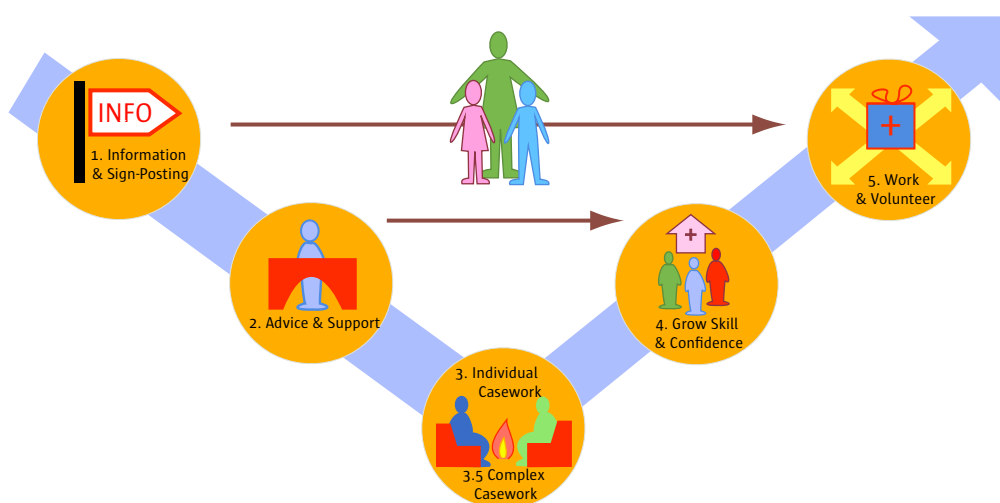 INFO
1. Information
& Sign-Posting
2. Advice & Support
3. Individual
Casework
3.5 Complex
Casework
4. Grow Skill
& Confidence
5. Work
& Volunteer